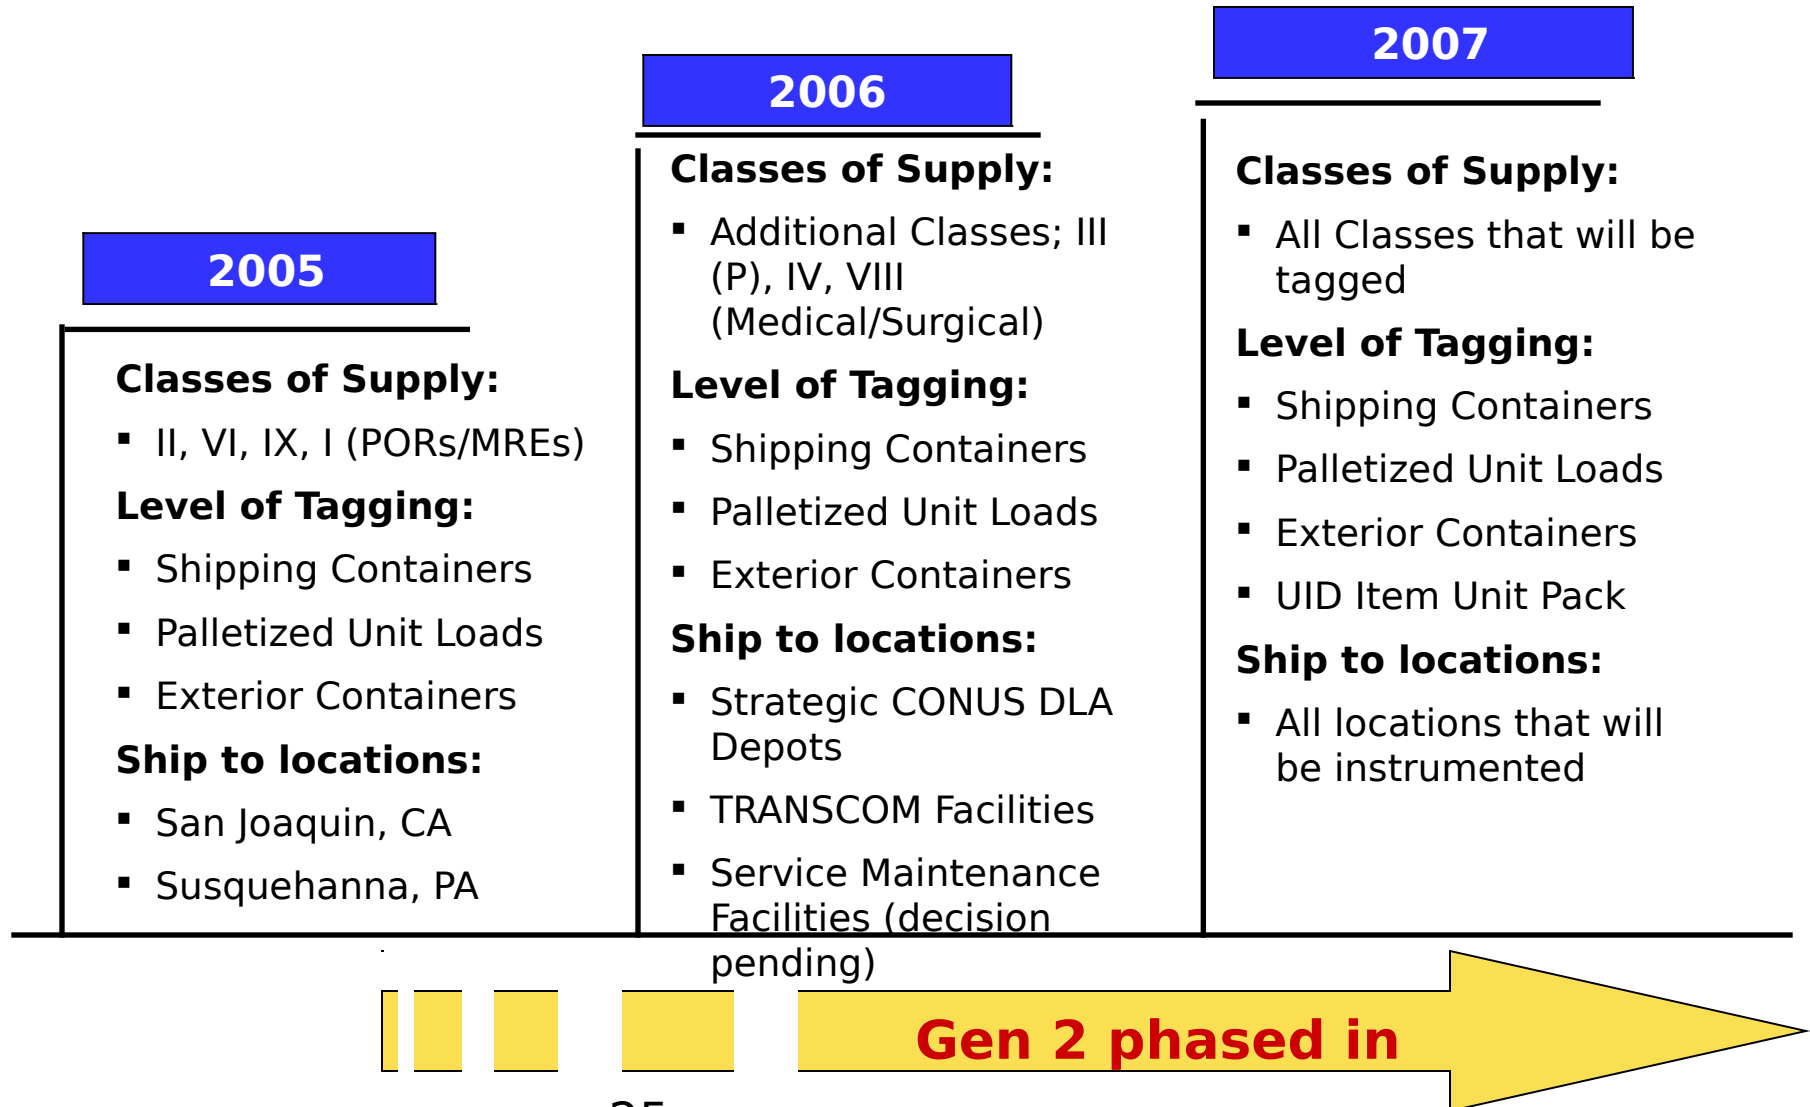 2005
Classes of Supply:
▪ II, VI, IX, I (PORs/MREs)
Level of Tagging:
▪ Shipping Containers
▪ Palletized Unit Loads
▪ Exterior Containers
Ship to locations:
▪ San Joaquin, CA
▪ Susquehanna, PA
2006
Classes of Supply:
▪ Additional Classes; III
(P), IV, VIII
(Medical/Surgical)
Level of Tagging:
▪ Shipping Containers
▪ Palletized Unit Loads
▪ Exterior Containers
Ship to locations:
▪ Strategic CONUS DLA
Depots
▪ TRANSCOM Facilities
▪ Service Maintenance
Facilities (decision
pending)
2007
Classes of Supply:
▪ All Classes that will be
tagged
Level of Tagging:
▪ Shipping Containers
▪ Palletized Unit Loads
▪ Exterior Containers
▪ UID Item Unit Pack
Ship to locations:
▪ All locations that will
be instrumented
Gen 2 phased in